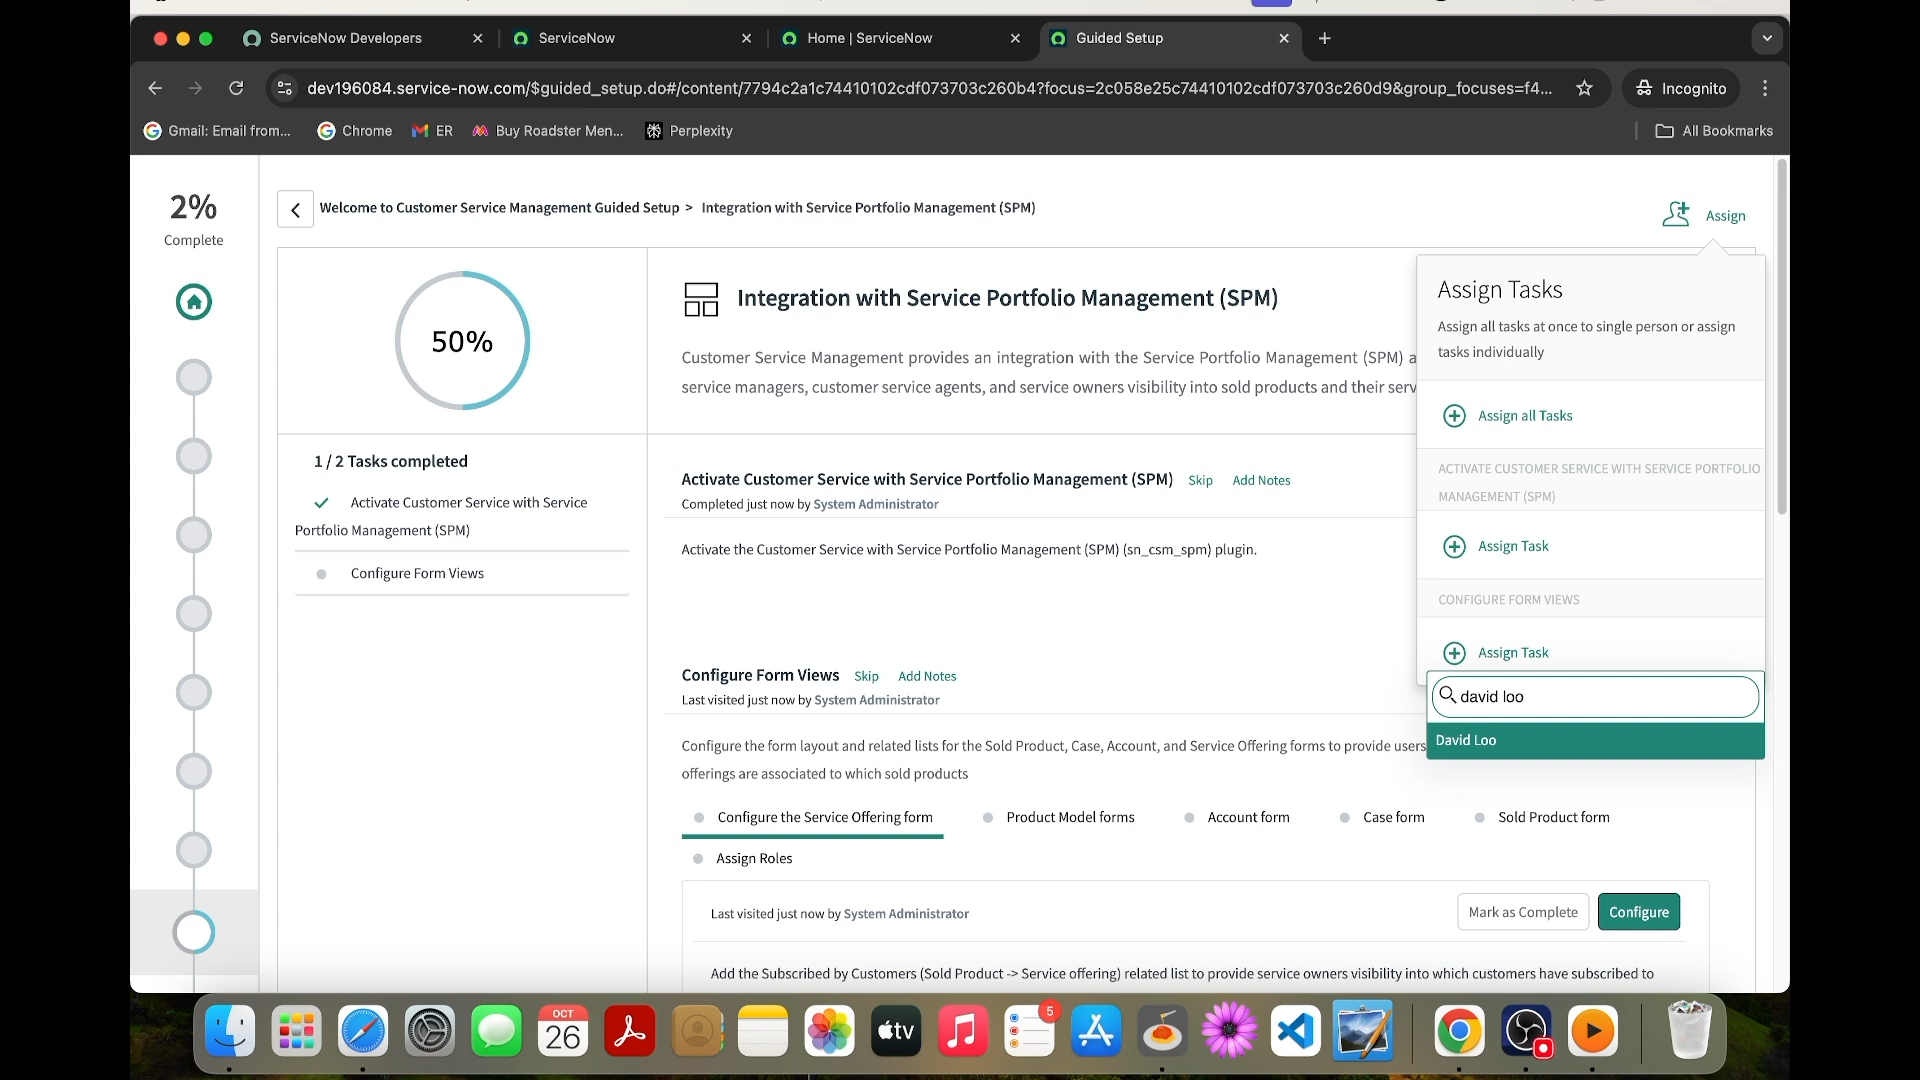 ServiceNow Developers
ServiceNow
Home | ServiceNow
Guided Setup
dev196084.service-now.com/$guided_setup.do#/content/7794c2a1c74410102cdf073703c260b4?focus=2c058e25c74410102cdf073703c260d9&group_focuses=f4...
Incognito
Gmail: Email from...
Chrome
ER
Buy Roadster Men...
Perplexity
All Bookmarks
2%
Complete
Welcome to Customer Service Management Guided Setup > Integration with Service Portfolio Management (SPM)
Assign
50%
1 / 2 Tasks completed
Activate Customer Service with Service
Portfolio Management (SPM)
Configure Form Views
Integration with Service Portfolio Management (SPM)
Customer Service Management provides an integration with the Service Portfolio Management (SPM) a
service managers, customer service agents, and service owners visibility into sold products and their serv
Activate Customer Service with Service Portfolio Management (SPM) Skip Add Notes
Completed just now by System Administrator
Activate the Customer Service with Service Portfolio Management (SPM) (sn_csm_spm) plugin.
Configure Form Views Skip Add Notes
Last visited just now by System Administrator
Configure the form layout and related lists for the Sold Product, Case, Account, and Service Offering forms to provide users
offerings are associated to which sold products
Configure the Service Offering form
Product Model forms
Account form
Case form
Sold Product form
Assign Roles
Last visited just now by System Administrator
Mark as Complete
Configure
Add the Subscribed by Customers (Sold Product -> Service offering) related list to provide service owners visibility into which customers have subscribed to
Assign Tasks
Assign all tasks at once to single person or assign
tasks individually
Assign all Tasks
ACTIVATE CUSTOMER SERVICE WITH SERVICE PORTFOLIO
MANAGEMENT (SPM)
Assign Task
CONFIGURE FORM VIEWS
Assign Task
david loo
David Loo
OCT
26
tv
5